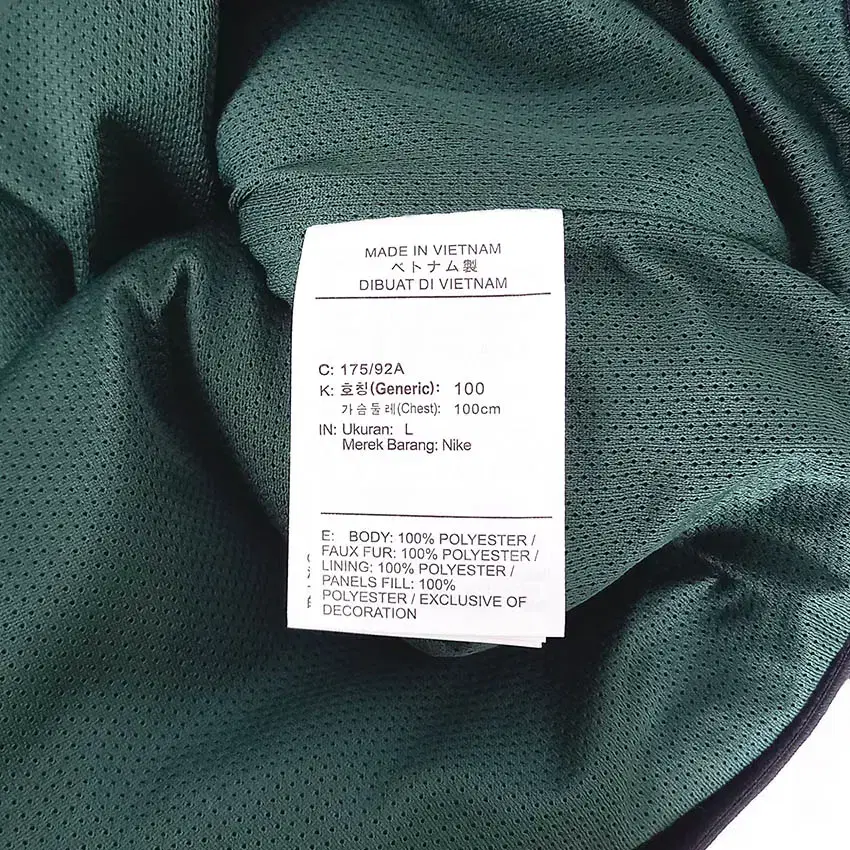 MADE IN VIETNAM
ベトナム製
DIBUAT DI VIETNAM
C: 175/92A
K: 호칭(Generic): 100
가슴둘레(Chest): 100cm
IN: Ukuran: L
Merek Barang: Nike
E: BODY: 100% POLYESTER /
FAUX FUR: 100% POLYESTER /
LINING: 100% POLYESTER /
PANELS FILL: 100%
POLYESTER / EXCLUSIVE OF
DECORATION